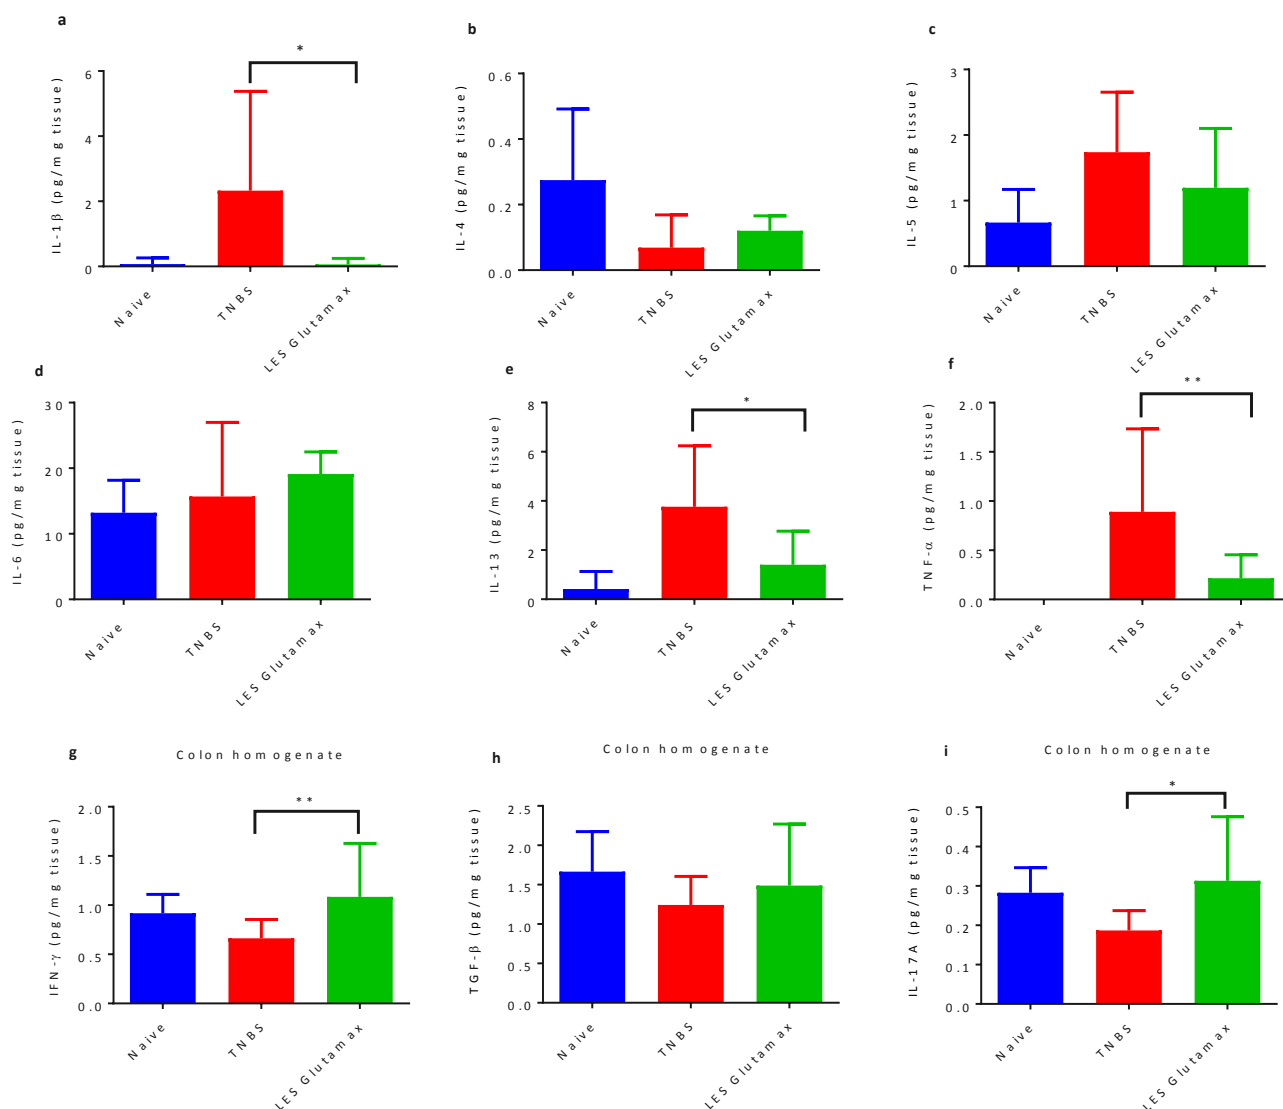 a
*
IL-1β (pg/mg tissue)
6
4
2
0
Naive
TNBS
LES Glutamax
b
IL-4 (pg/mg tissue)
0.6
0.4
0.2
0.0
Naive
TNBS
LES Glutamax
c
IL-5 (pg/mg tissue)
3
2
1
0
Naive
TNBS
LES Glutamax
d
IL-6 (pg/mg tissue)
30
20
10
0
Naive
TNBS
LES Glutamax
e
*
IL-13 (pg/mg tissue)
8
6
4
2
0
Naive
TNBS
LES Glutamax
f
**
TNF-α (pg/mg tissue)
2.0
1.5
1.0
0.5
0.0
Naive
TNBS
LES Glutamax
g
Colon homogenate
**
IFN-γ (pg/mg tissue)
2.0
1.5
1.0
0.5
0.0
Naive
TNBS
LES Glutamax
h
Colon homogenate
TGF-β (pg/mg tissue)
2.5
2.0
1.5
1.0
0.5
0.0
Naive
TNBS
LES Glutamax
i
Colon homogenate
*
IL-17A (pg/mg tissue)
0.5
0.4
0.3
0.2
0.1
0.0
Naive
TNBS
LES Glutamax